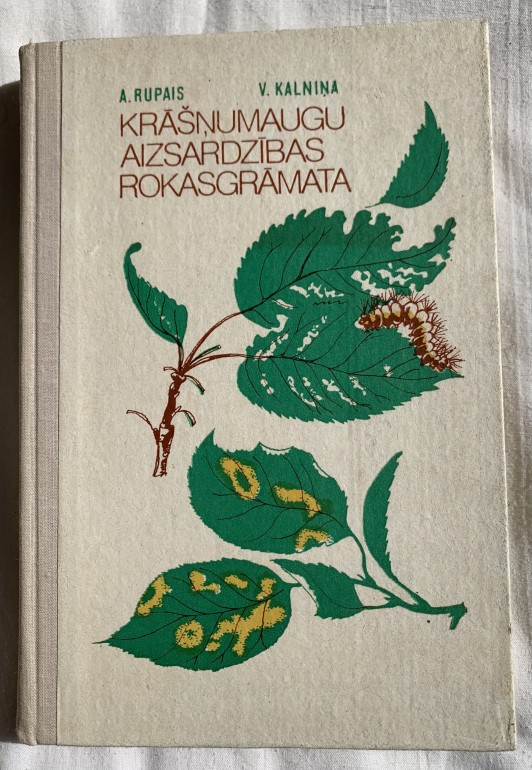 A. RUPAIS V. KALNIŅA
KRĀŠŅUMAUGU
AIZSARDZĪBAS
ROKASGRĀMATA